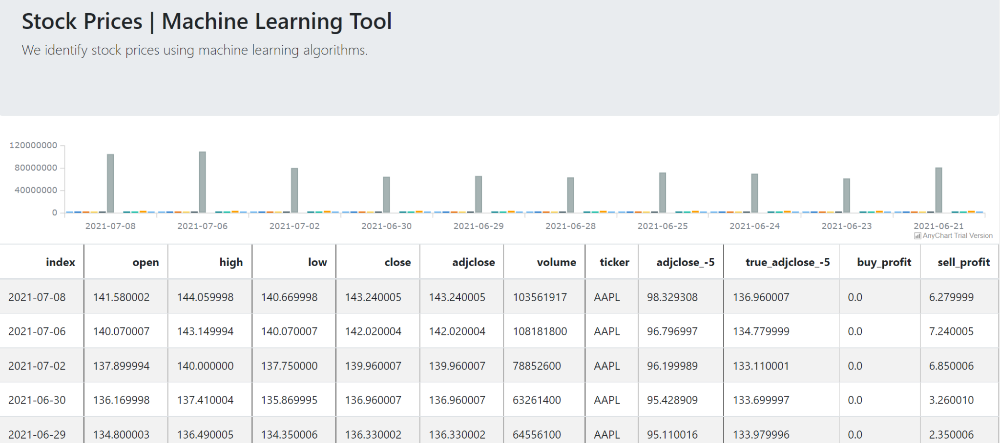 Stock Prices | Machine Learning Tool
We identify stock prices using machine learning algorithms.
120000000
80000000
40000000
0
2021-07-08 2021-07-06 2021-07-02 2021-06-30 2021-06-29 2021-06-28 2021-06-25 2021-06-24 2021-06-23 2021-06-21
AnyChart Trial Version
index open high low close adjclose volume ticker adjclose_-5 true_adjclose_-5 buy_profit sell_profit
2021-07-08 141.580002 144.059998 140.669998 143.240005 143.240005 103561917 AAPL 98.329308 136.960007 0.0 6.279999
2021-07-06 140.070007 143.149994 140.070007 142.020004 142.020004 108181800 AAPL 96.796997 134.779999 0.0 7.240005
2021-07-02 137.899994 140.000000 137.750000 139.960007 139.960007 78852600 AAPL 96.199989 133.110001 0.0 6.850006
2021-06-30 136.169998 137.410004 135.869995 136.960007 136.960007 63261400 AAPL 95.428909 133.699997 0.0 3.260010
2021-06-29 134.800003 136.490005 134.350006 136.330002 136.330002 64556100 AAPL 95.110016 133.979996 0.0 2.350006